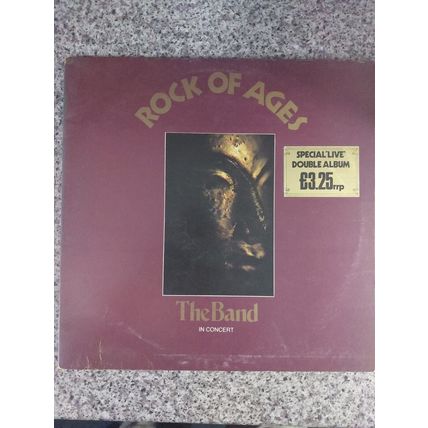 ROCK OF AGES
SPECIAL "LIVE"
DOUBLE ALBUM
£3.25 rrp
The Band
IN CONCERT